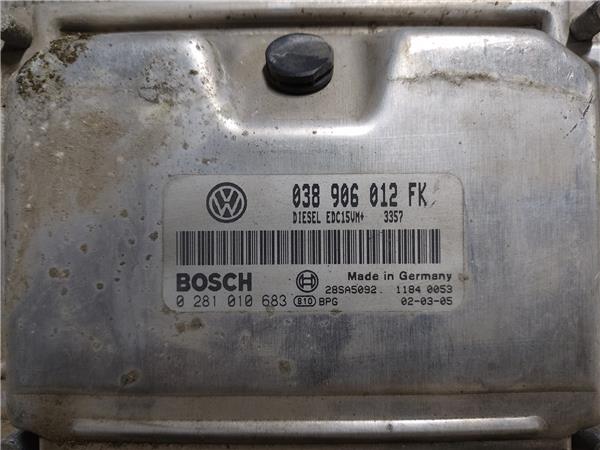 038 906 012 FK
DIESEL EDC15VM+ 3357
BOSCH
Made in Germany
28SA5092. 1184 0053
0 281 010 683 810 BPG 02-03-05